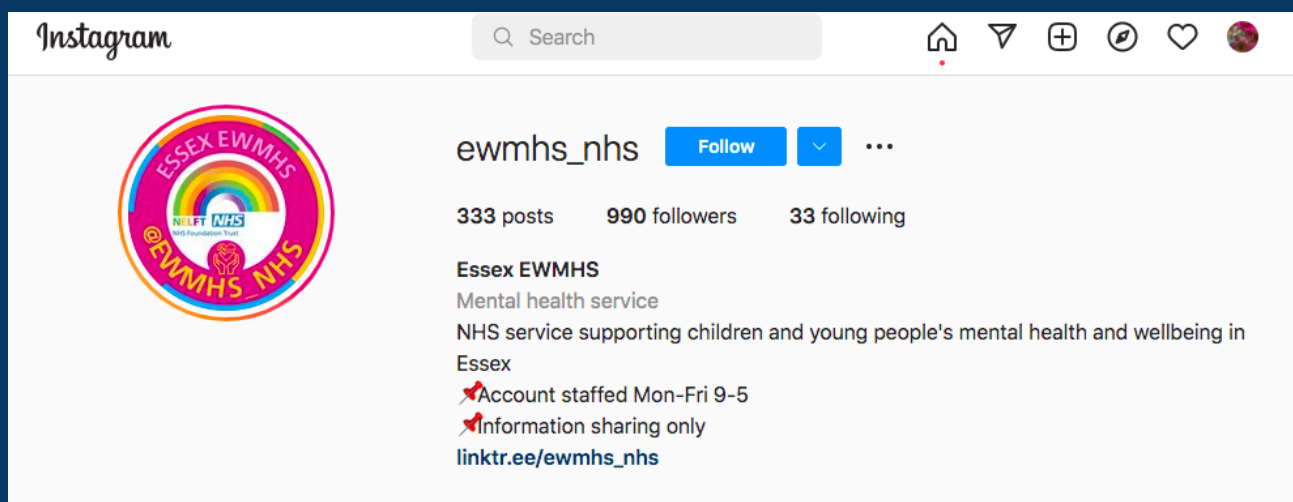 Instagram
Search
ESSEX EWMHS
NELFT NHS
NHS Foundation Trust
@EWMHS_NHS
ewmhs_nhs Follow
333 posts 990 followers 33 following
Essex EWMHS
Mental health service
NHS service supporting children and young people's mental health and wellbeing in
Essex
📌Account staffed Mon-Fri 9-5
📌Information sharing only
linktr.ee/ewmhs_nhs